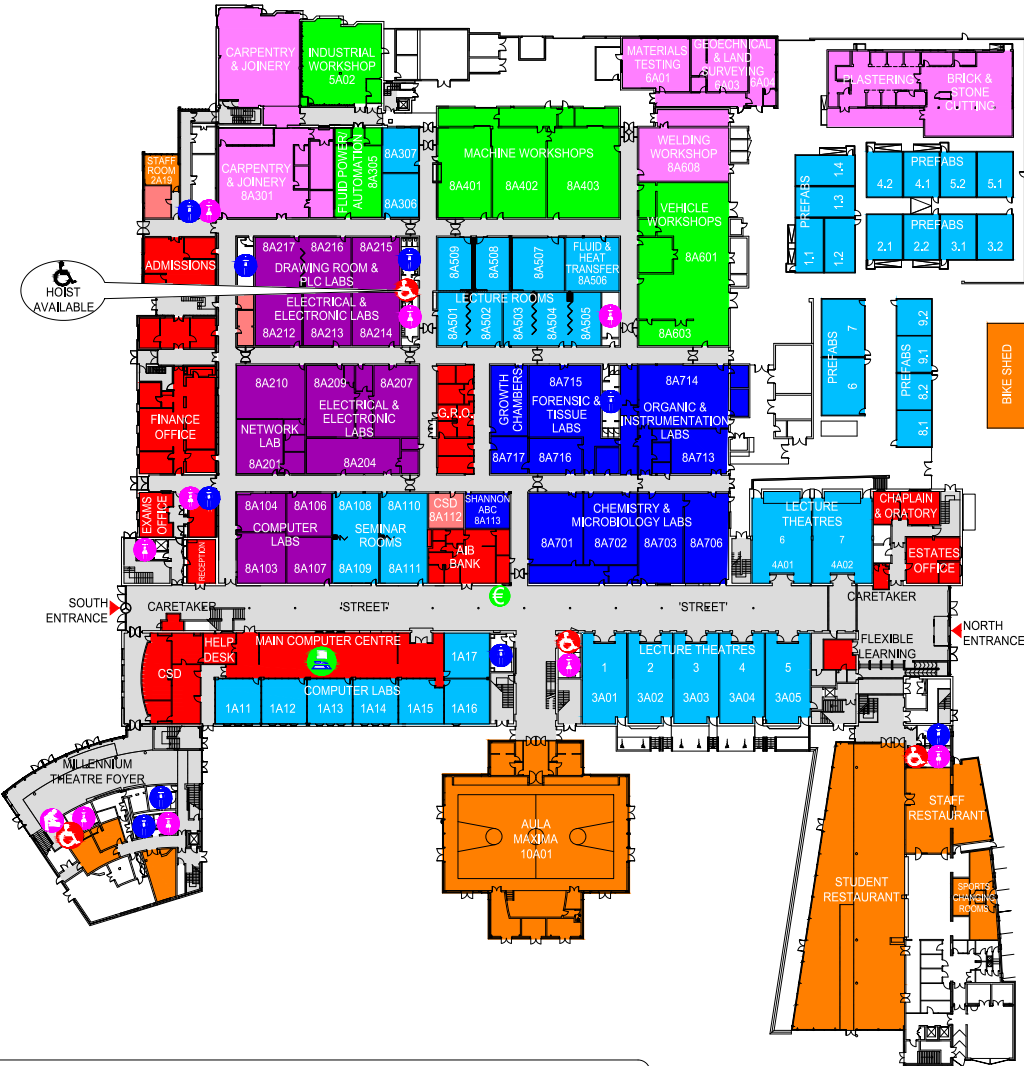 CARPENTRY
& JOINERY
INDUSTRIAL
WORKSHOP
5A02
MATERIALS
TESTING
6A01
GEOECHNICAL
& LAND
SURVEYING
6A03
6A04
PLASTERING
BRICK &
STONE
CUTTING
STAFF
ROOM
2A19
CARPENTRY
& JOINERY
8A301
FLUID POWER/
AUTOMATION
8A305
8A307
8A306
MACHINE WORKSHOPS
8A401
8A402
8A403
WELDING
WORKSHOP
8A608
PREFABS
1.4
1.3
1.1
1.2
PREFABS
4.2
4.1
5.2
5.1
PREFABS
2.1
2.2
3.1
3.2
VEHICLE
WORKSHOPS
8A601
8A603
ADMISSIONS
HOIST
AVAILABLE
8A217
8A216
8A215
DRAWING ROOM &
PLC LABS
ELECTRICAL &
ELECTRONIC LABS
8A212
8A213
8A214
8A509
8A508
8A507
FLUID &
HEAT
TRANSFER
8A506
LECTURE ROOMS
8A501
8A502
8A503
8A504
8A505
PREFABS
7
6
PREFABS
9.2
9.1
8.2
8.1
BIKE SHED
FINANCE
OFFICE
8A210
8A209
8A207
ELECTRICAL &
ELECTRONIC
LABS
NETWORK
LAB
8A201
8A204
G.R.O.
GROWTH
CHAMBERS
8A717
8A715
FORENSIC &
TISSUE
LABS
8A716
8A714
ORGANIC &
INSTRUMENTATION
LABS
8A713
EXAMS
OFFICE
RECEPTION
8A104
8A106
COMPUTER
LABS
8A103
8A107
8A108
8A110
SEMINAR
ROOMS
8A109
8A111
CSD
8A112
SHANNON
ABC
8A113
AIB
BANK
CHEMISTRY &
MICROBIOLOGY LABS
8A701
8A702
8A703
8A706
LECTURE
THEATRES
6
7
4A01
4A02
CHAPLAIN
& ORATORY
ESTATES
OFFICE
SOUTH
ENTRANCE
CARETAKER
'STREET'
€
'STREET'
CARETAKER
NORTH
ENTRANCE
HELP
DESK
MAIN COMPUTER CENTRE
CSD
COMPUTER LABS
1A11
1A12
1A13
1A14
1A15
1A16
1A17
LECTURE THEATRES
1
2
3
4
5
3A01
3A02
3A03
3A04
3A05
FLEXIBLE
LEARNING
MILLENNIUM
THEATRE FOYER
AULA
MAXIMA
10A01
STAFF
RESTAURANT
STUDENT
RESTAURANT
SPORTS
CHANGING
ROOMS